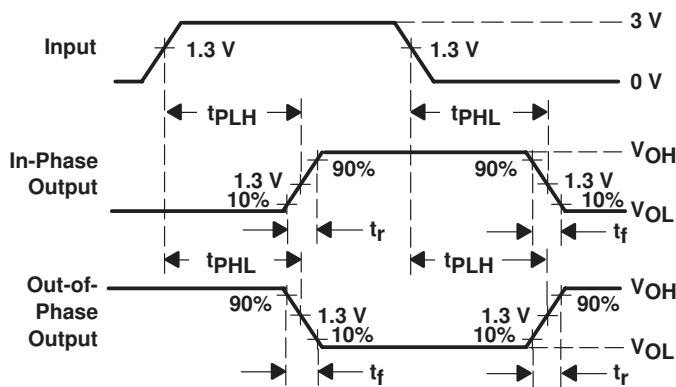 3 V
Input
1.3 V
1.3 V
0 V
tPLH
tPHL
VOH
In-Phase
Output
90%
90%
1.3 V
1.3 V
10%
10%
VOL
tr
tf
tPHL
tPLH
Out-of-
Phase
Output
VOH
90%
90%
1.3 V
1.3 V
10%
10%
VOL
tf
tr